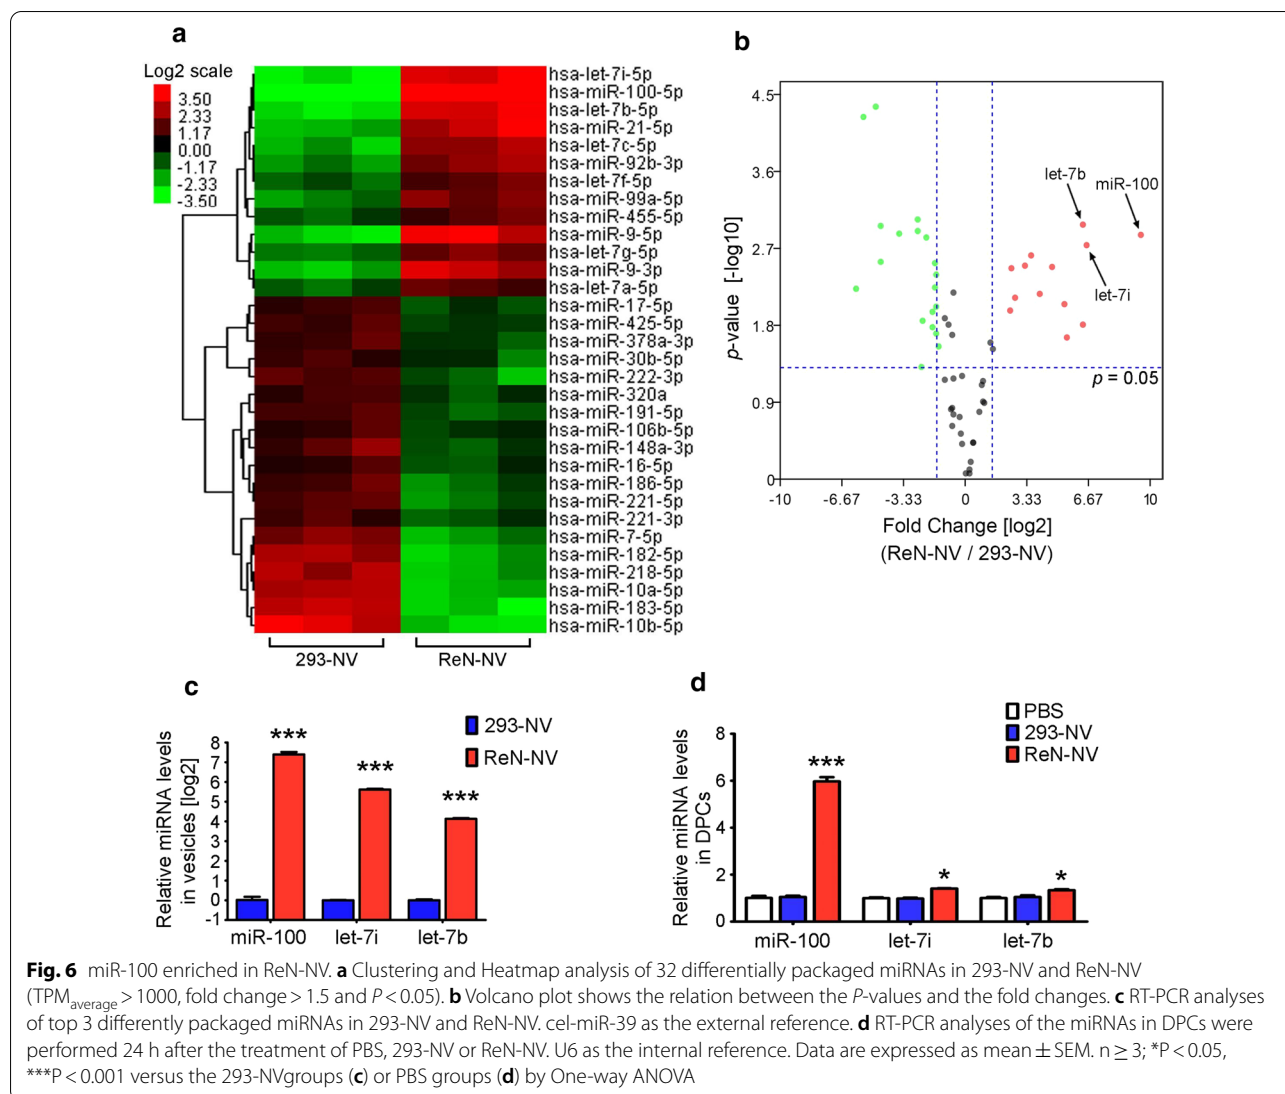 a
Log2 scale
3.50
2.33
1.17
0.00
-1.17
-2.33
-3.50
hsa-let-7i-5p
hsa-miR-100-5p
hsa-let-7b-5p
hsa-miR-21-5p
hsa-let-7c-5p
hsa-miR-92b-3p
hsa-let-7f-5p
hsa-miR-99a-5p
hsa-miR-455-5p
hsa-miR-9-5p
hsa-let-7g-5p
hsa-miR-9-3p
hsa-let-7a-5p
hsa-miR-17-5p
hsa-miR-425-5p
hsa-miR-378a-3p
hsa-miR-30b-5p
hsa-miR-222-3p
hsa-miR-320a
hsa-miR-191-5p
hsa-miR-106b-5p
hsa-miR-148a-3p
hsa-miR-16-5p
hsa-miR-186-5p
hsa-miR-221-5p
hsa-miR-221-3p
hsa-miR-7-5p
hsa-miR-182-5p
hsa-miR-218-5p
hsa-miR-10a-5p
hsa-miR-183-5p
hsa-miR-10b-5p
293-NV ReN-NV
b
p-value [-log10]
4.5
3.6
2.7
1.8
0.9
0
let-7b
miR-100
let-7i
p = 0.05
-10 -6.67 -3.33 0 3.33 6.67 10
Fold Change [log2]
(ReN-NV / 293-NV)
c
293-NV
ReN-NV
Relative miRNA levels
in vesicles [log2]
8
7
6
5
4
3
2
1
0
-1
***
***
***
miR-100 let-7i let-7b
d
PBS
293-NV
ReN-NV
Relative miRNA levels
in DPCs
8
6
4
2
0
***
*
*
miR-100 let-7i let-7b
Fig. 6 miR-100 enriched in ReN-NV. a Clustering and Heatmap analysis of 32 differentially packaged miRNAs in 293-NV and ReN-NV
(TPMaverage > 1000, fold change > 1.5 and P < 0.05). b Volcano plot shows the relation between the P-values and the fold changes. c RT-PCR analyses
of top 3 differently packaged miRNAs in 293-NV and ReN-NV. cel-miR-39 as the external reference. d RT-PCR analyses of the miRNAs in DPCs were
performed 24 h after the treatment of PBS, 293-NV or ReN-NV. U6 as the internal reference. Data are expressed as mean ± SEM. n ≥ 3; *P < 0.05,
***P < 0.001 versus the 293-NVgroups (c) or PBS groups (d) by One-way ANOVA